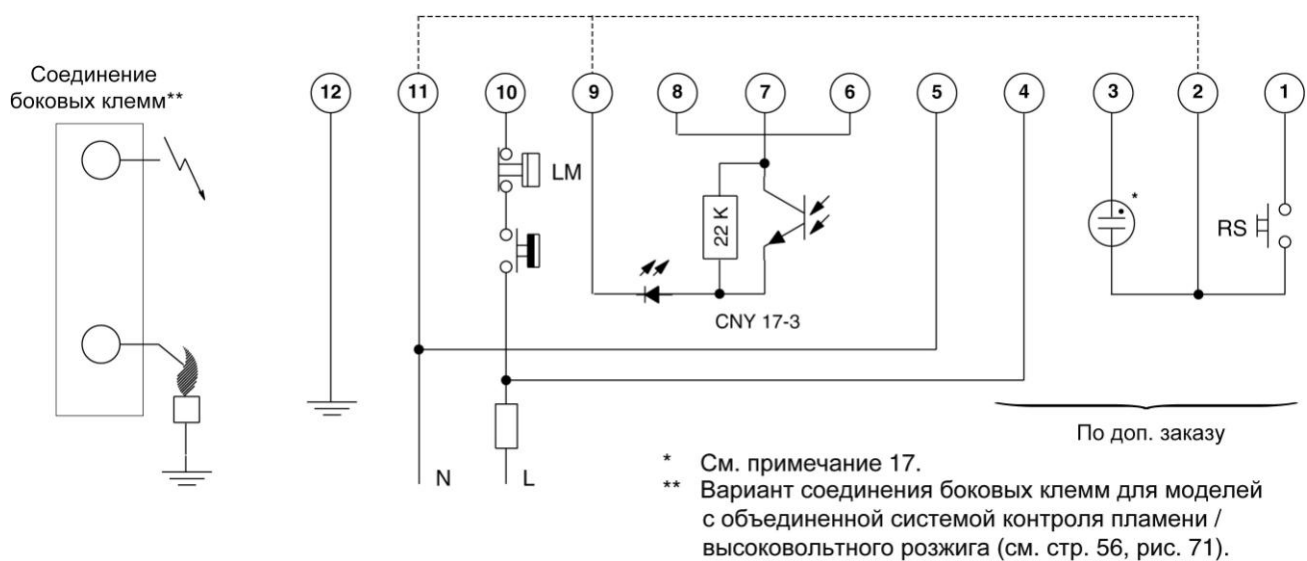 Соединение
боковых клемм**
12 11 10 9 8 7 6 5 4 3 2 1
LM
22 K
*
RS
CNY 17-3
По доп. заказу
N L
* См. примечание 17.
** Вариант соединения боковых клемм для моделей
с объединенной системой контроля пламени /
высоковольтного розжига (см. стр. 56, рис. 71).